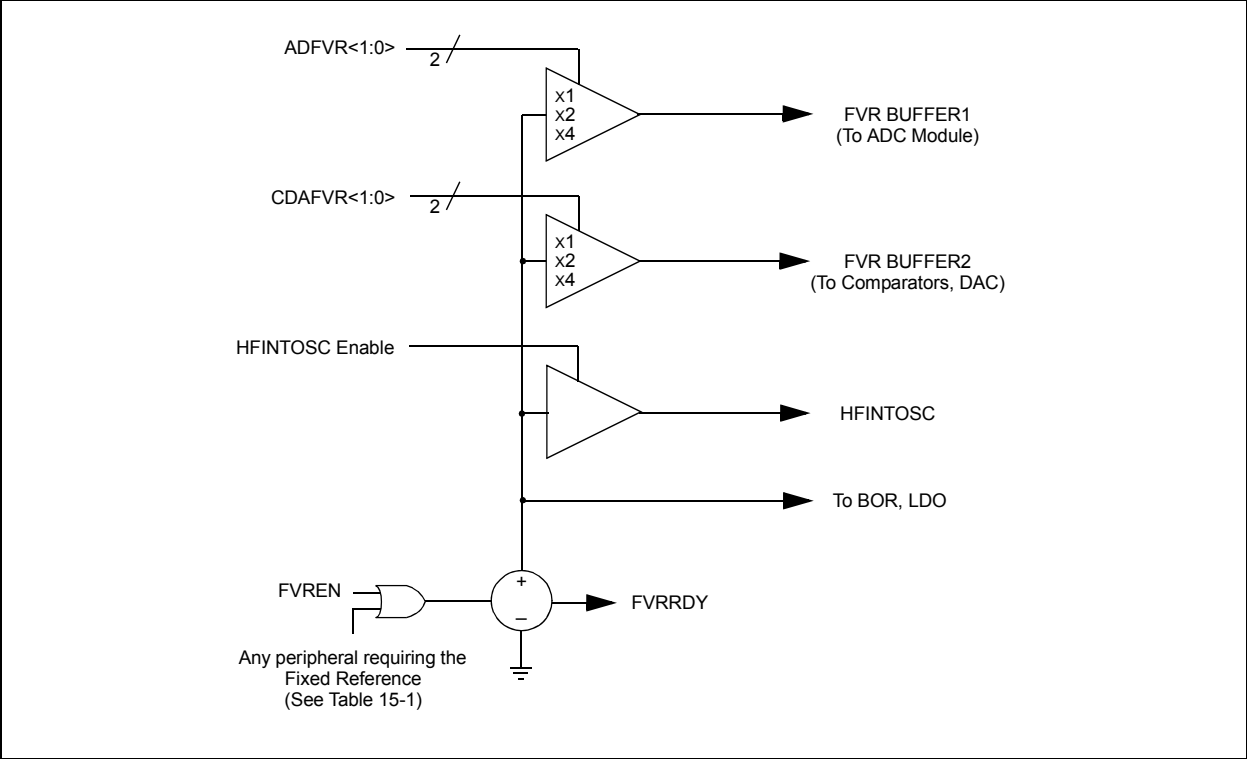 ADFVR<1:0>
2
X1
X2
X4
FVR BUFFER1
(To ADC Module)
CDAFVR<1:0>
2
X1
X2
X4
FVR BUFFER2
(To Comparators, DAC)
HFINTOSC Enable
HFINTOSC
To BOR, LDO
FVREN
+
_
FVRRDY
Any peripheral requiring the
Fixed Reference
(See Table 15-1)